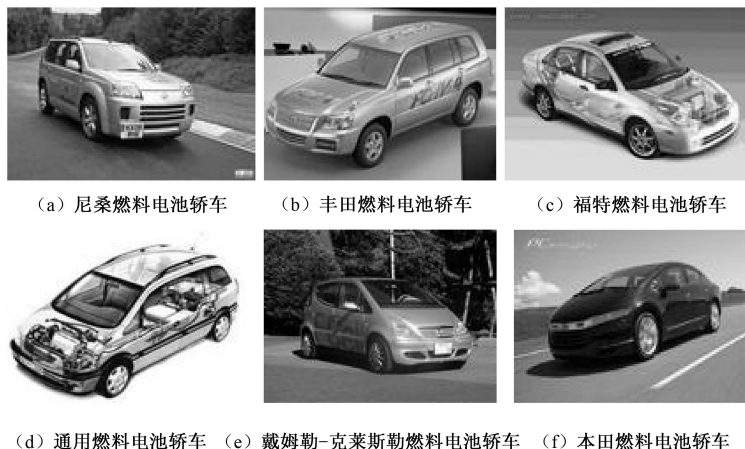 （a）尼桑燃料电池轿车
（b）丰田燃料电池轿车
（c）福特燃料电池轿车
（d）通用燃料电池轿车
（e）戴姆勒-克莱斯勒燃料电池轿车
（f）本田燃料电池轿车